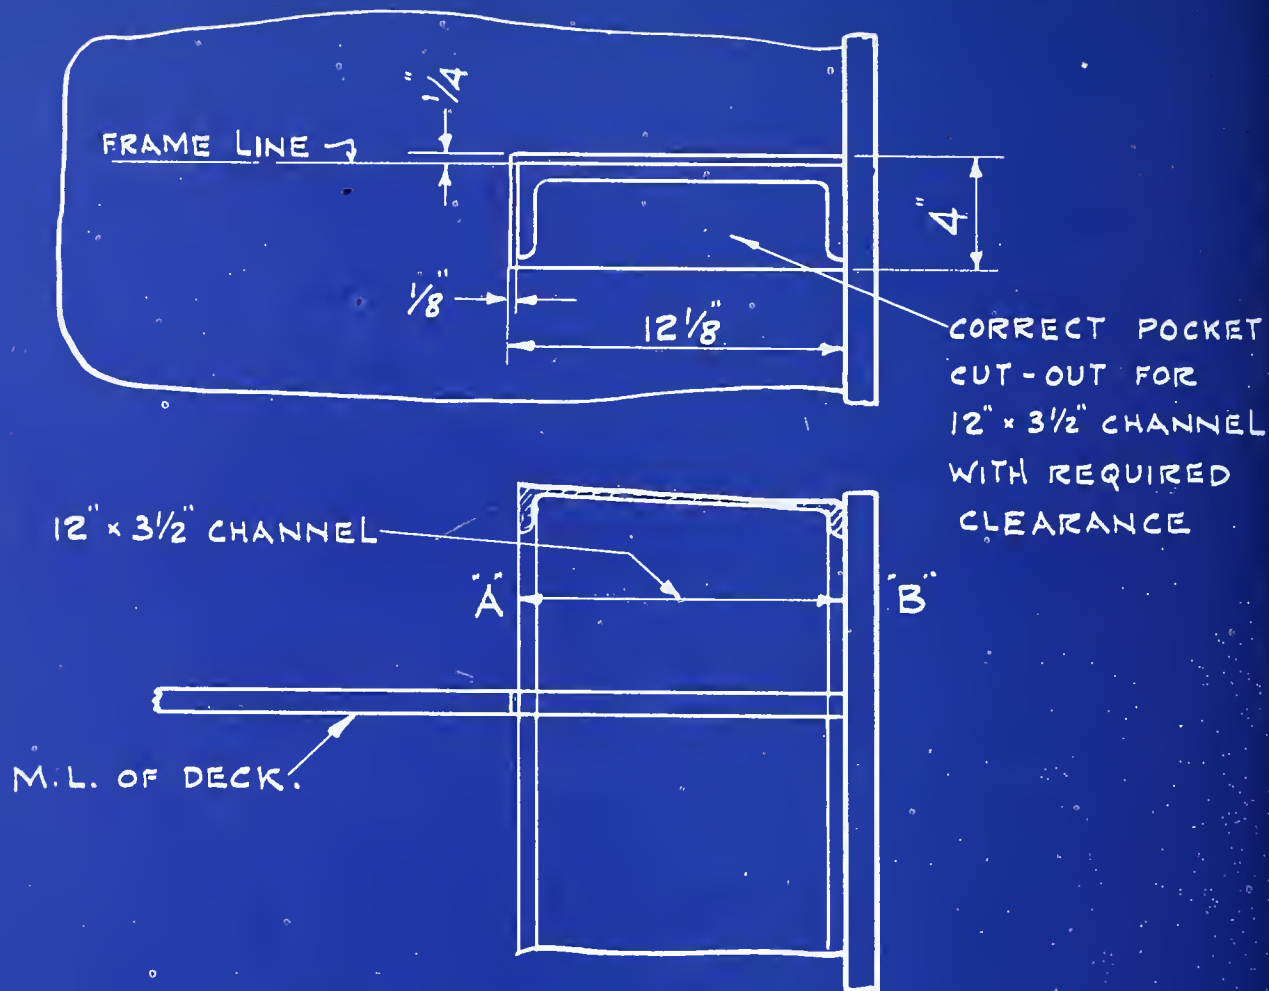 1/4"
FRAME LINE
4"
1/8"
12 1/8"
CORRECT POCKET
CUT-OUT FOR
12" × 3 1/2" CHANNEL
WITH REQUIRED
CLEARANCE
12" × 3 1/2" CHANNEL
"A"
"B"
M.L. OF DECK.